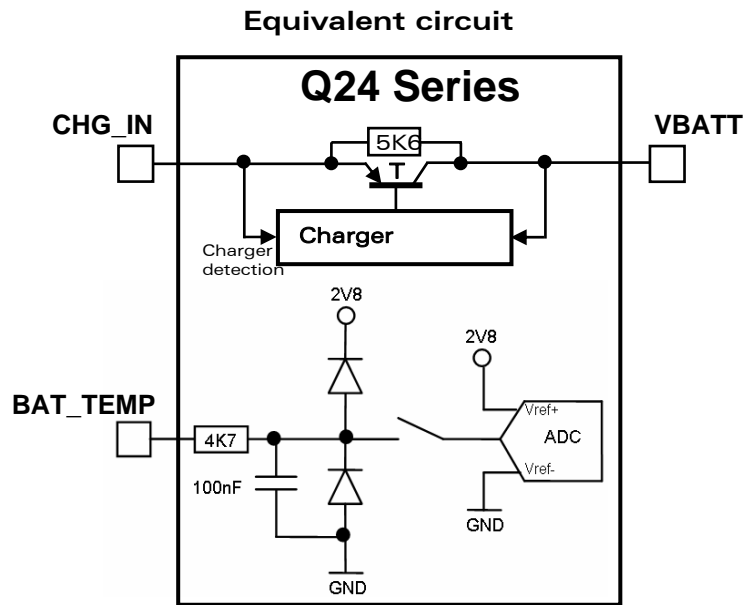 Equivalent circuit
Q24 Series
CHG_IN
VBATT
5K6
T
Charger
Charger
detection
2V8
2V8
BAT_TEMP
4K7
Vref+
ADC
Vref-
100nF
GND
GND